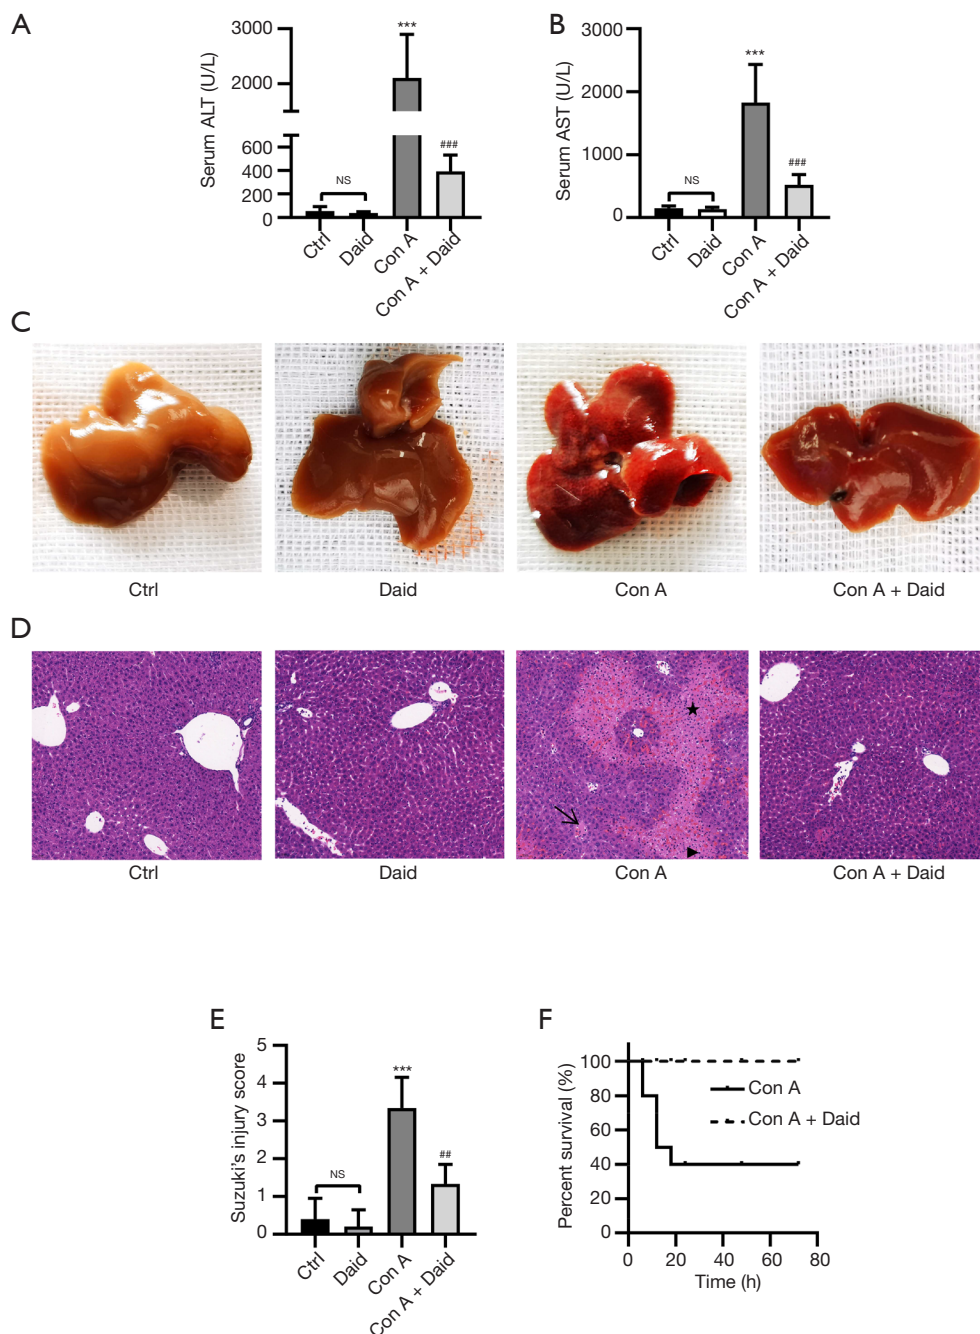 A
Serum ALT (U/L)
3000
2000
600
400
200
0
NS
***
###
Ctrl
Daid
Con A
Con A + Daid
B
Serum AST (U/L)
3000
2000
1000
0
NS
***
###
Ctrl
Daid
Con A
Con A + Daid
C
Ctrl
Daid
Con A
Con A + Daid
D
Ctrl
Daid
Con A
Con A + Daid
E
Suzuki's injury score
5
4
3
2
1
0
NS
***
##
Ctrl
Daid
Con A
Con A + Daid
F
Percent survival (%)
100
80
60
40
20
0
Con A
Con A + Daid
0
20
40
60
80
Time (h)